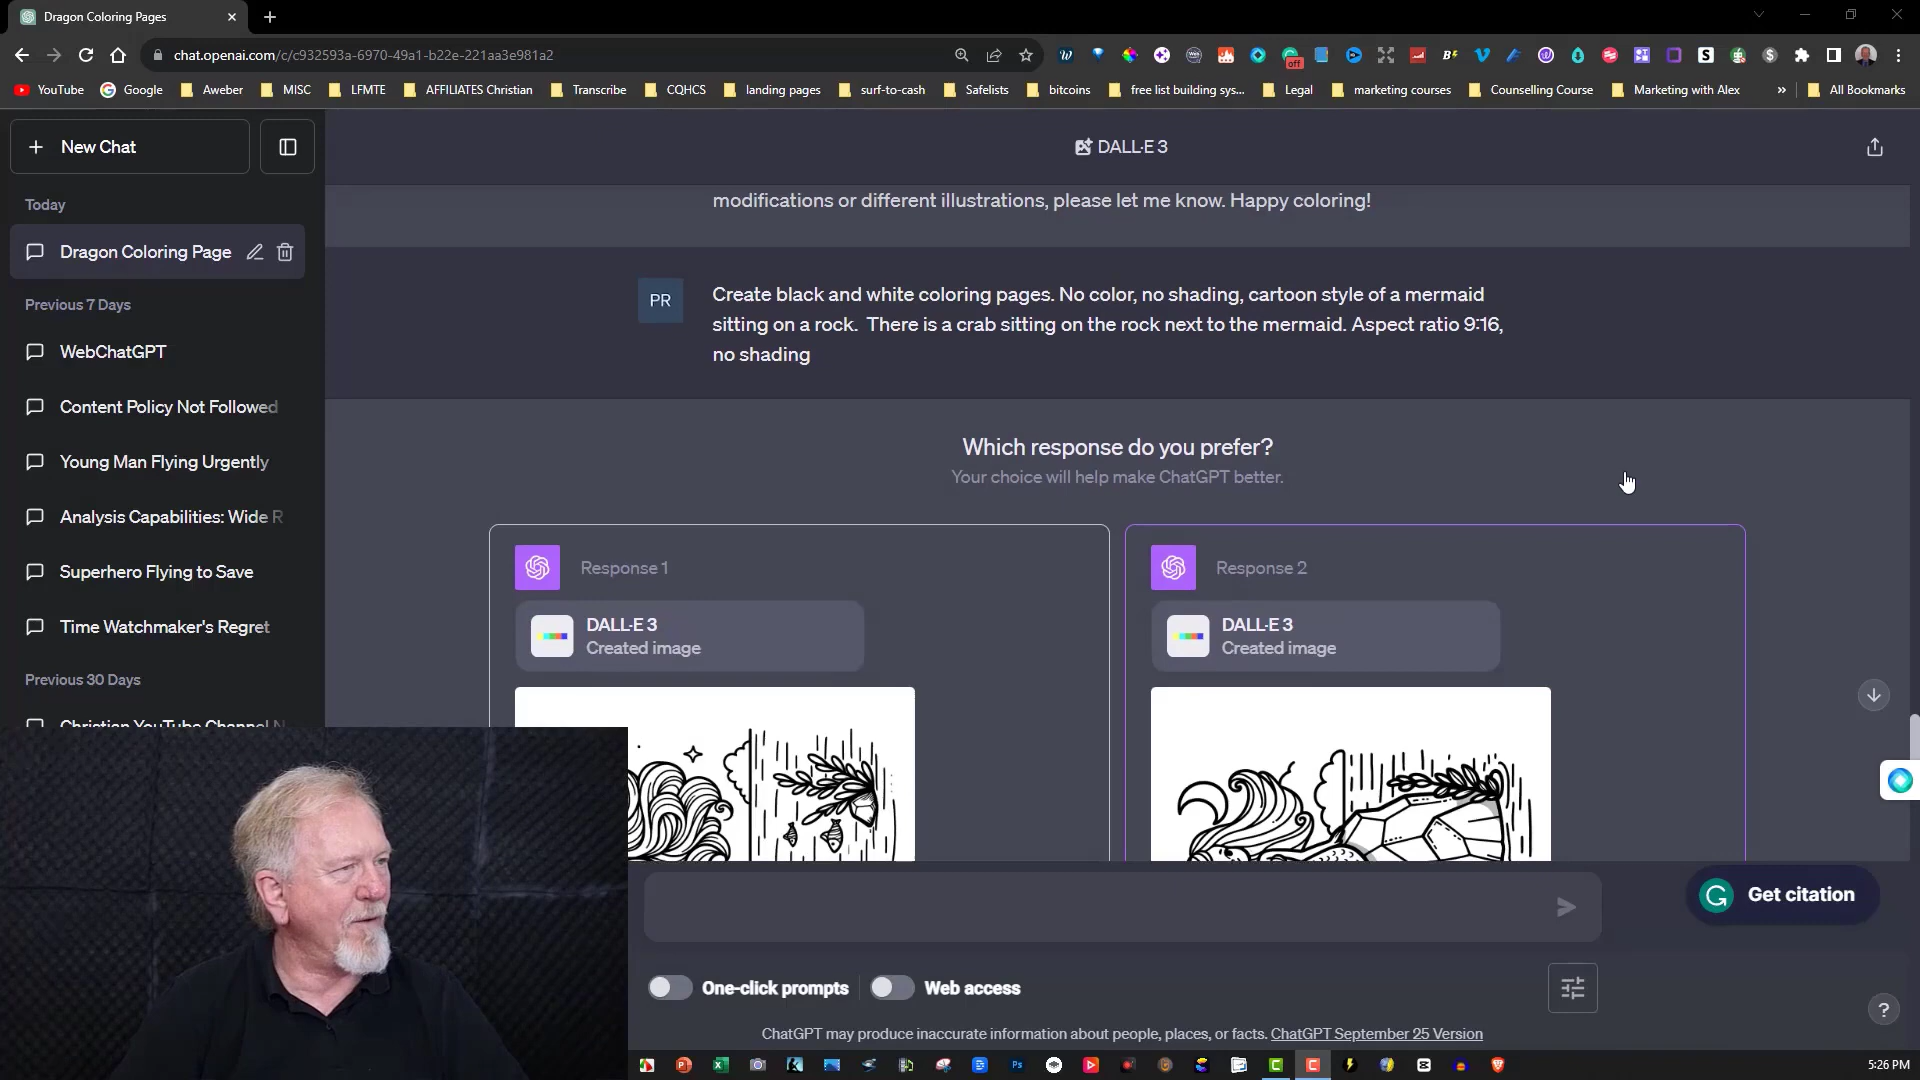 Dragon Coloring Pages
chat.openai.com/c/c932593a-6970-49a1-b22e-221aa3e981a2
off
YouTube
Google
Aweber
MISC
LFMTE
AFFILIATES Christian
Transcribe
CQHCS
landing pages
surf-to-cash
Safelists
bitcoins
free list building sys...
Legal
marketing courses
Counselling Course
Marketing with Alex
»
All Bookmarks
New Chat
DALL·E 3
Today
Dragon Coloring Page
Previous 7 Days
WebChatGPT
Content Policy Not Followed
Young Man Flying Urgently
Analysis Capabilities: Wide R
Superhero Flying to Save
Time Watchmaker's Regret
Previous 30 Days
Christian YouTube Channel N
modifications or different illustrations, please let me know. Happy coloring!
PR
Create black and white coloring pages. No color, no shading, cartoon style of a mermaid
sitting on a rock. There is a crab sitting on the rock next to the mermaid. Aspect ratio 9:16,
no shading
Which response do you prefer?
Your choice will help make ChatGPT better.
Response 1
DALL·E 3
Created image
Response 2
DALL·E 3
Created image
Get citation
One-click prompts
Web access
?
ChatGPT may produce inaccurate information about people, places, or facts. ChatGPT September 25 Version
5:26 PM